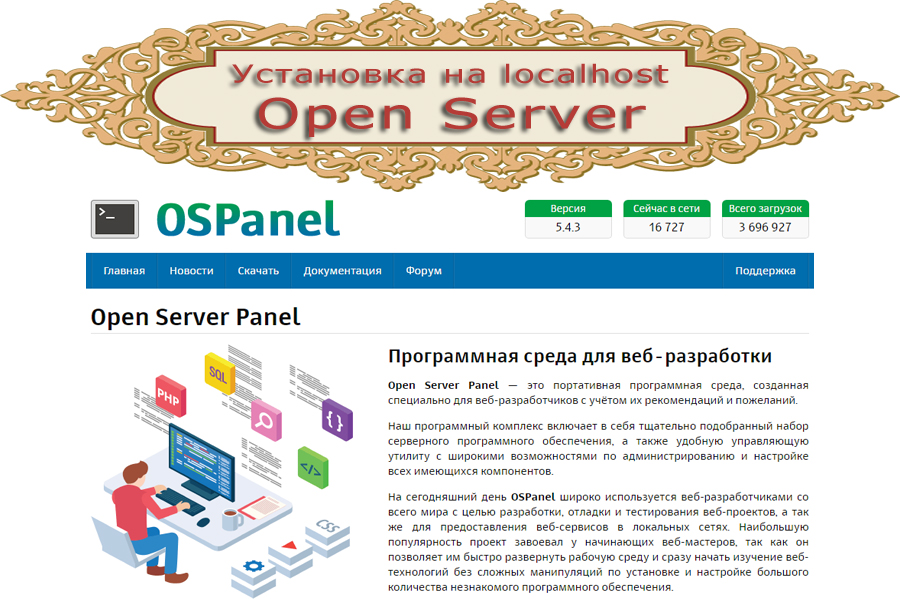 Установка на localhost
Open Server
>_
OSPanel
Версия
5.4.3
Сейчас в сети
16 727
Всего загрузок
3 696 927
Главная
Новости
Скачать
Документация
Форум
Поддержка
Open Server Panel
PHP
SQL
{ }
</>
CSS
Программная среда для веб-разработки
Open Server Panel — это портативная программная среда, созданная
специально для веб-разработчиков с учётом их рекомендаций и пожеланий.
Наш программный комплекс включает в себя тщательно подобранный набор
серверного программного обеспечения, а также удобную управляющую
утилиту с широкими возможностями по администрированию и настройке
всех имеющихся компонентов.
На сегодняшний день OSPanel широко используется веб-разработчиками со
всего мира с целью разработки, отладки и тестирования веб-проектов, а так
же для предоставления веб-сервисов в локальных сетях. Наибольшую
популярность проект завоевал у начинающих веб-мастеров, так как он
позволяет им быстро развернуть рабочую среду и сразу начать изучение веб-
технологий без сложных манипуляций по установке и настройке большого
количества незнакомого программного обеспечения.